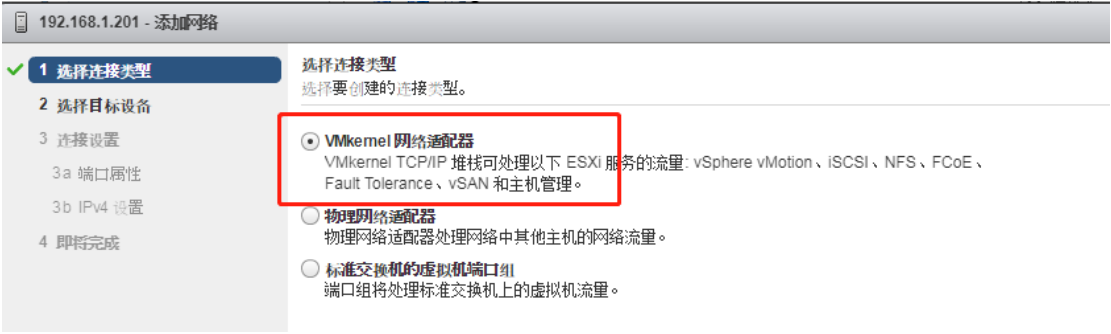 192.168.1.201 - 添加网络
1 选择连接类型
2 选择目标设备
3 连接设置
3a 端口属性
3b IPv4 设置
4 即将完成
选择连接类型
选择要创建的连接类型。
VMkernel 网络适配器
VMkernel TCP/IP 堆栈可处理以下 ESXi 服务的流量: vSphere vMotion、iSCSI、NFS、FCoE、
Fault Tolerance、vSAN 和主机管理。
物理网络适配器
物理网络适配器处理网络中其他主机的网络流量。
标准交换机的虚拟机端口组
端口组将处理标准交换机上的虚拟机流量。